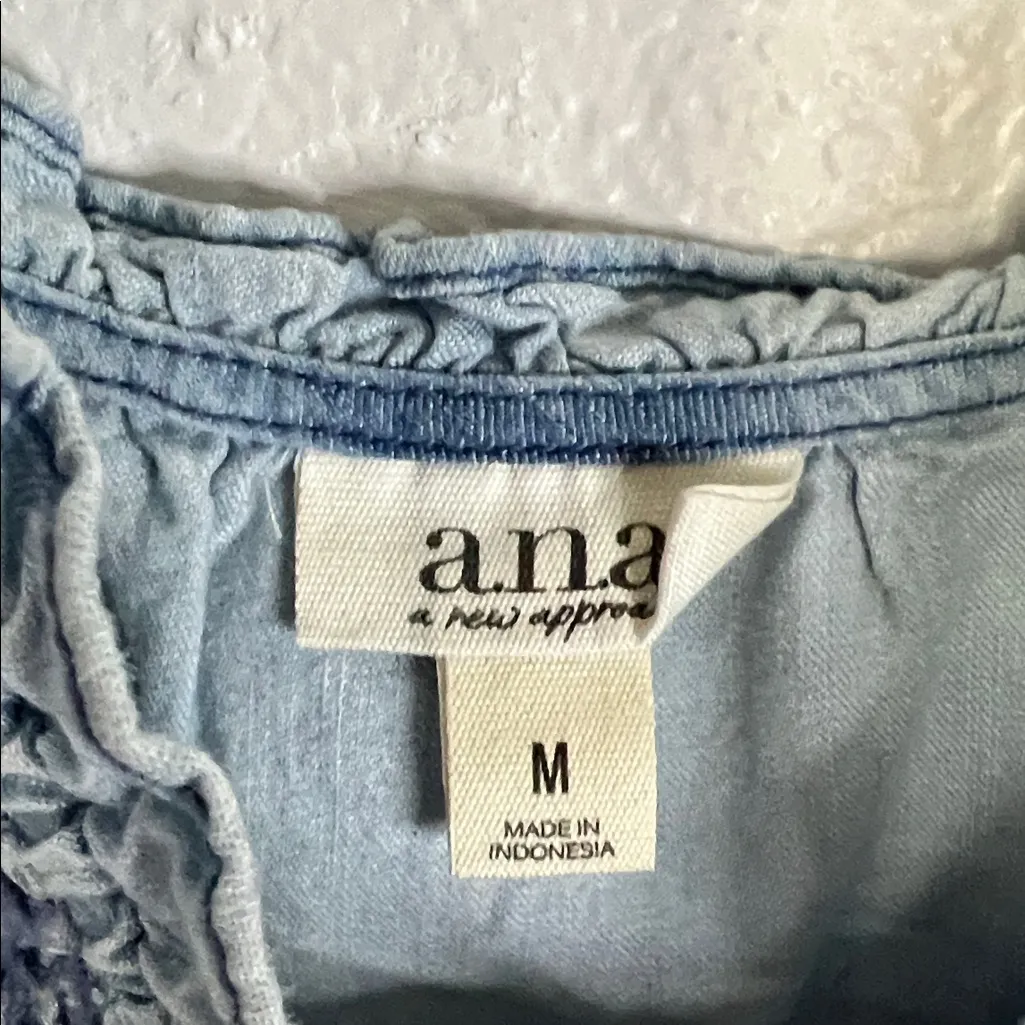 a.n.a
a new approa
M
MADE IN
INDONESIA